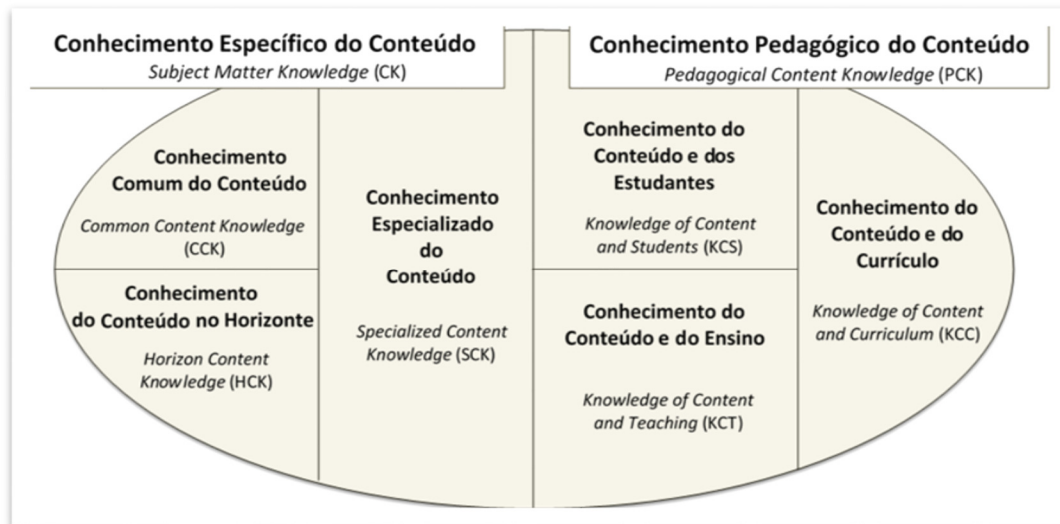 Conhecimento Específico do Conteúdo
Subject Matter Knowledge (CK)
Conhecimento Pedagógico do Conteúdo
Pedagogical Content Knowledge (PCK)
Conhecimento
Comum do Conteúdo
Common Content Knowledge
(CCK)
Conhecimento
do Conteúdo no Horizonte
Horizon Content
Knowledge (HCK)
Conhecimento
Especializado
do
Conteúdo
Specialized Content
Knowledge (SCK)
Conhecimento do
Conteúdo e dos
Estudantes
Knowledge of Content
and Students (KCS)
Conhecimento do
Conteúdo e do Ensino
Knowledge of Content
and Teaching (KCT)
Conhecimento do
Conteúdo e do
Currículo
Knowledge of Content
and Curriculum (KCC)